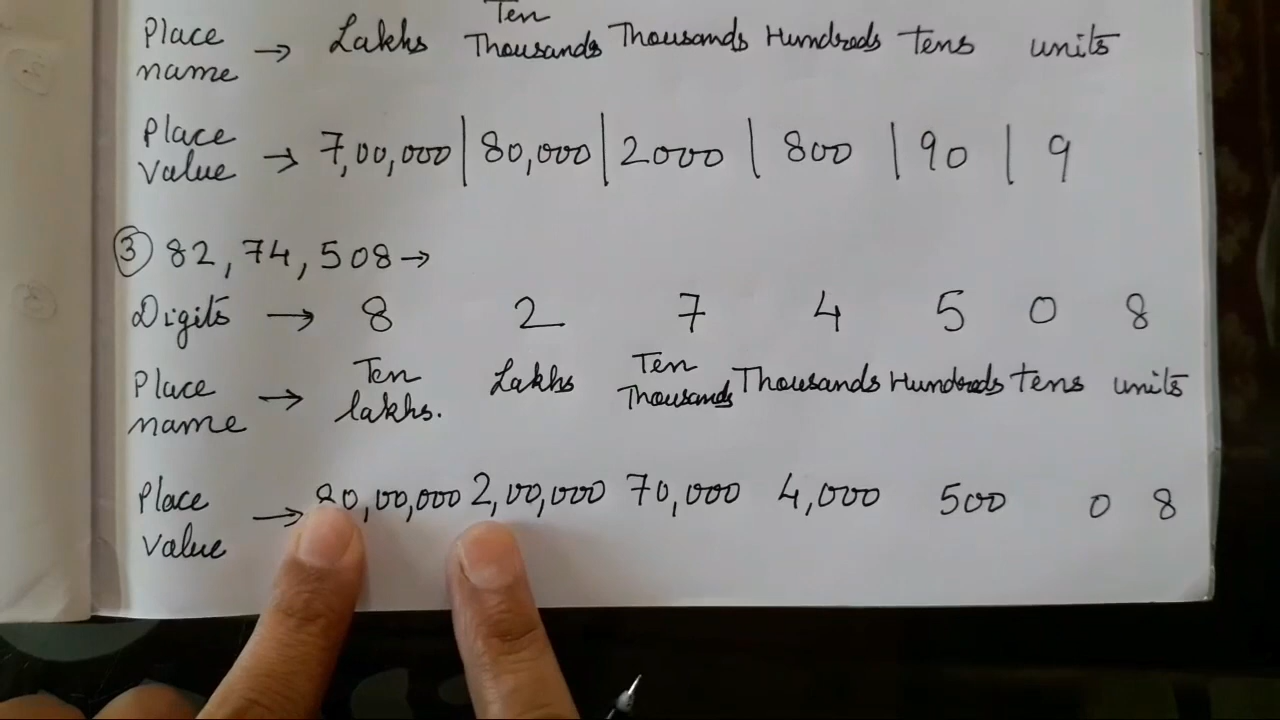 Place name → Lakhs Ten Thousands Thousands Hundreds tens units
Place value → 7,00,000 | 80,000 | 2000 | 800 | 90 | 9
③ 82,74,508 →
Digits → 8 2 7 4 5 0 8
Place name → Ten lakhs. Lakhs Ten Thousands Thousands Hundreds tens units
Place value → 80,00,000 2,00,000 70,000 4,000 500 0 8